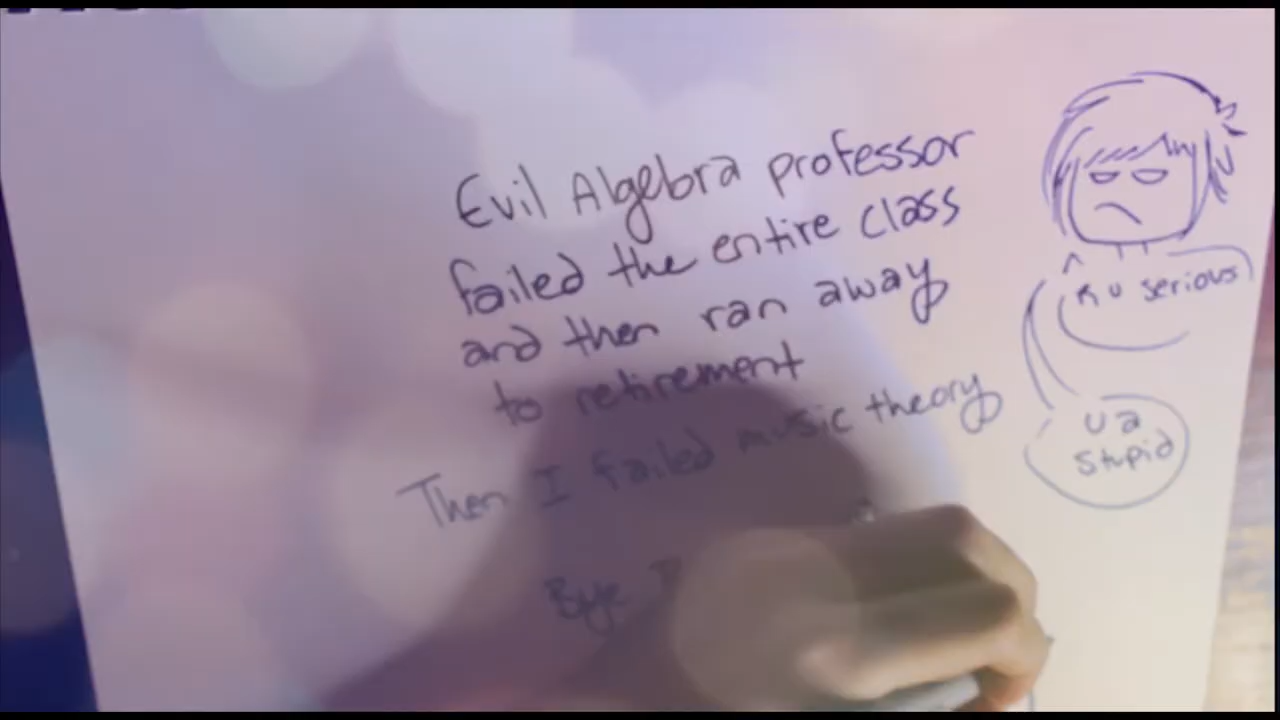 Evil Algebra professor
failed the entire class
and then ran away
to retirement
Then I failed music theory
Bye
R u serious
U a
stupid